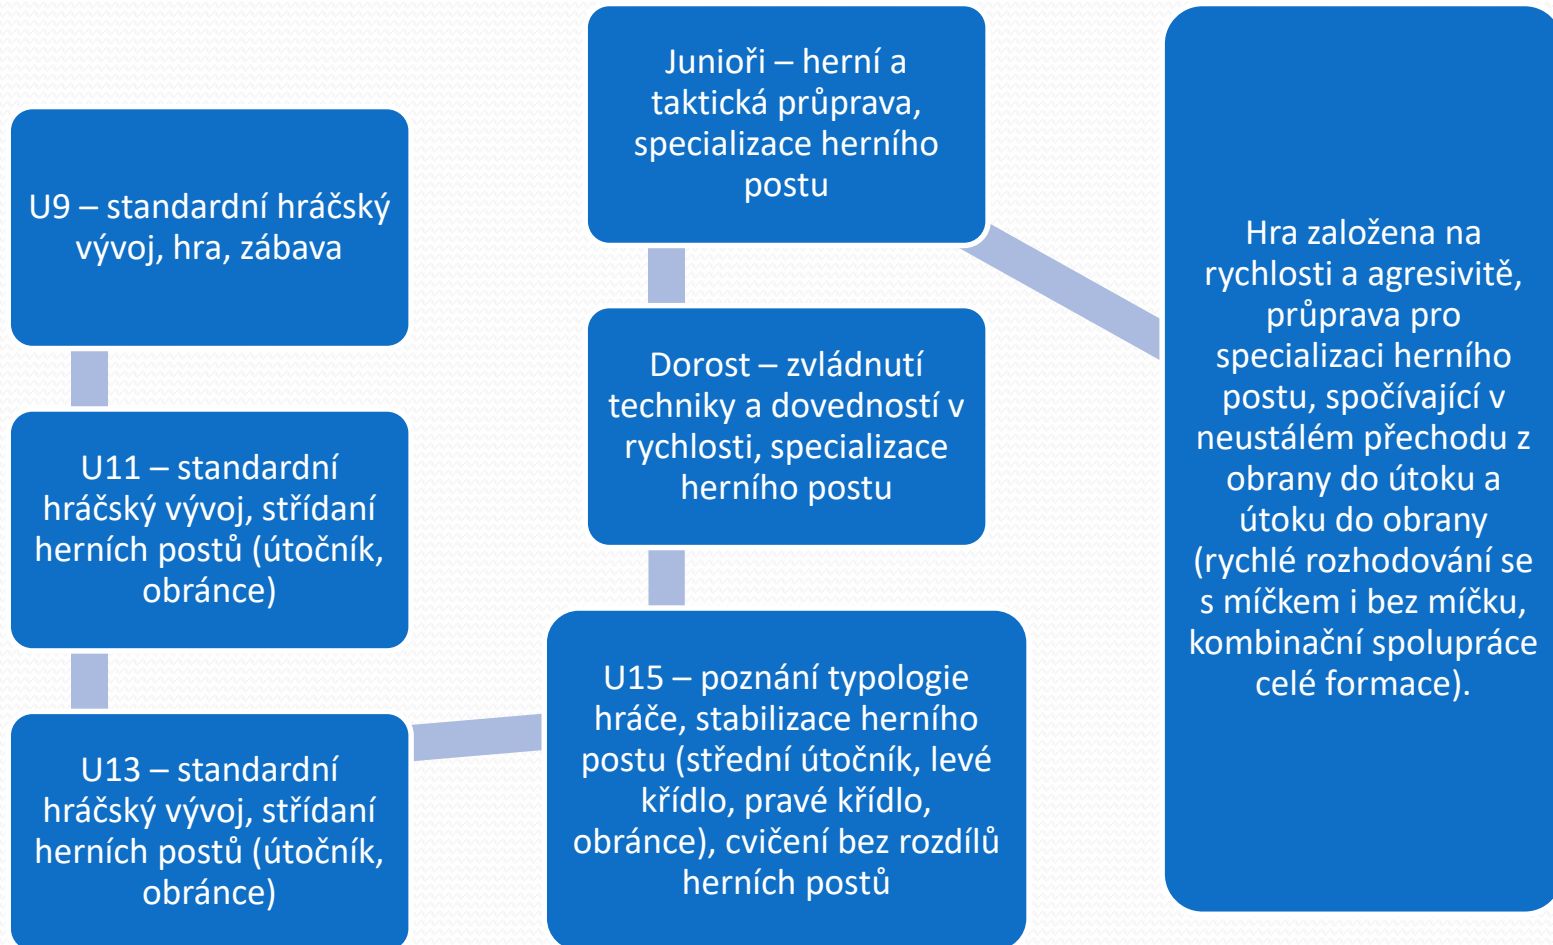 U9 – standardní hráčský
vývoj, hra, zábava
U11 – standardní
hráčský vývoj, střídaní
herních postů (útočník,
obránce)
U13 – standardní
hráčský vývoj, střídaní
herních postů (útočník,
obránce)
U15 – poznání typologie
hráče, stabilizace herního
postu (střední útočník, levé
křídlo, pravé křídlo,
obránce), cvičení bez rozdílů
herních postů
Dorost – zvládnutí
techniky a dovedností v
rychlosti, specializace
herního postu
Junioři – herní a
taktická průprava,
specializace herního
postu
Hra založena na
rychlosti a agresivitě,
průprava pro
specializaci herního
postu, spočívající v
neustálém přechodu z
obrany do útoku a
útoku do obrany
(rychlé rozhodování se
s míčkem i bez míčku,
kombinační spolupráce
celé formace).